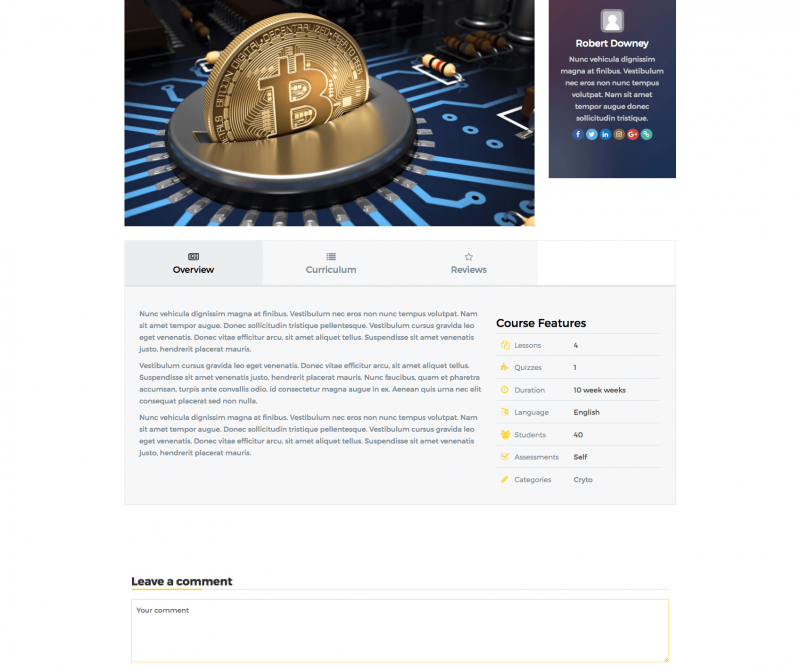 BITCOIN DIGITAL DECENTRALIZED PEER TO PEER
B
Robert Downey
Nunc vehicula dignissim
magna at finibus. Vestibulum
nec eros non nunc tempus
volutpat. Nam sit amet
tempor augue donec
sollicitudin tristique.
Overview
Curriculum
Reviews
Nunc vehicula dignissim magna at finibus. Vestibulum nec eros non nunc tempus volutpat. Nam
sit amet tempor augue. Donec sollicitudin tristique pellentesque. Vestibulum cursus gravida leo
eget venenatis. Donec vitae efficitur arcu, sit amet aliquet tellus. Suspendisse sit amet venenatis
justo, hendrerit placerat mauris.
Vestibulum cursus gravida leo eget venenatis. Donec vitae efficitur arcu, sit amet aliquet tellus.
Suspendisse sit amet venenatis justo, hendrerit placerat mauris. Nunc faucibus, quam et pharetra
accumsan, turpis ante convallis odio, id consectetur magna augue in ex. Aenean quis urna nec elit
consequat placerat sed non nulla.
Nunc vehicula dignissim magna at finibus. Vestibulum nec eros non nunc tempus volutpat. Nam
sit amet tempor augue. Donec sollicitudin tristique pellentesque. Vestibulum cursus gravida leo
eget venenatis. Donec vitae efficitur arcu, sit amet aliquet tellus. Suspendisse sit amet venenatis
justo, hendrerit placerat mauris.
Course Features
Lessons 4
Quizzes 1
Duration 10 week weeks
Language English
Students 40
Assessments Self
Categories Cryto
Leave a comment
Your comment